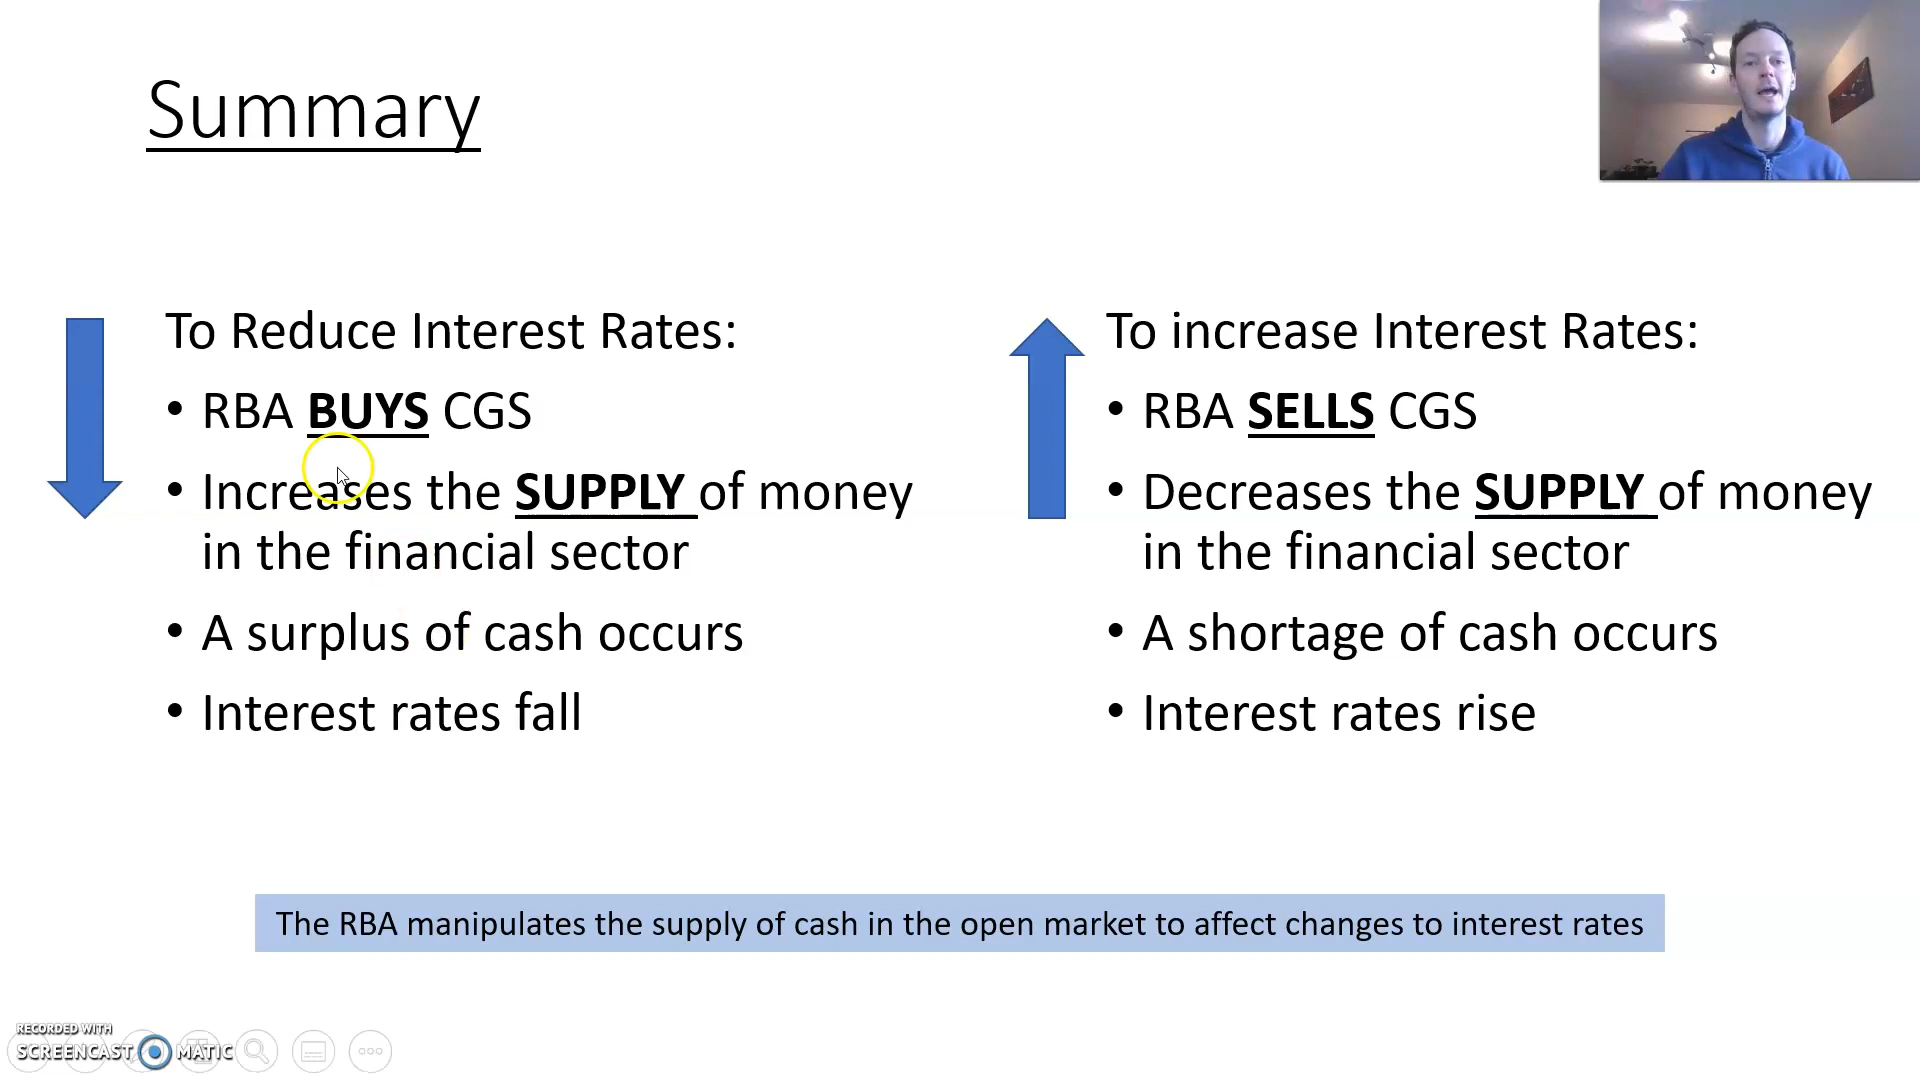 Summary
To Reduce Interest Rates:
• RBA BUYS CGS
• Increases the SUPPLY of money
in the financial sector
• A surplus of cash occurs
• Interest rates fall
To increase Interest Rates:
• RBA SELLS CGS
• Decreases the SUPPLY of money
in the financial sector
• A shortage of cash occurs
• Interest rates rise
The RBA manipulates the supply of cash in the open market to affect changes to interest rates
RECORDED WITH
SCREENCAST MATIC